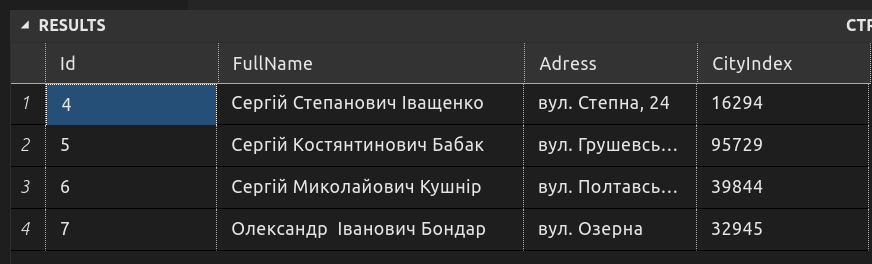 RESULTS CTR
Id FullName Adress CityIndex
1 4 Сергій Степанович Іващенко вул. Степна, 24 16294
2 5 Сергій Костянтинович Бабак вул. Грушевсь... 95729
3 6 Сергій Миколайович Кушнір вул. Полтавсь... 39844
4 7 Олександр  Іванович Бондар вул. Озерна 32945